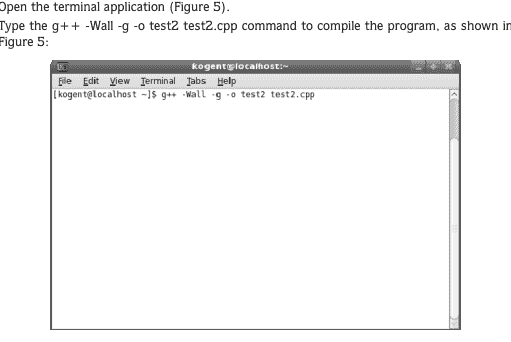 Open the terminal application (Figure 5).
Type the g++ -Wall -g -o test2 test2.cpp command to compile the program, as shown in
Figure 5:
kogent@localhost:~
File Edit View Terminal Tabs Help
[kogent@localhost ~]$ g++ -Wall -g -o test2 test2.cpp